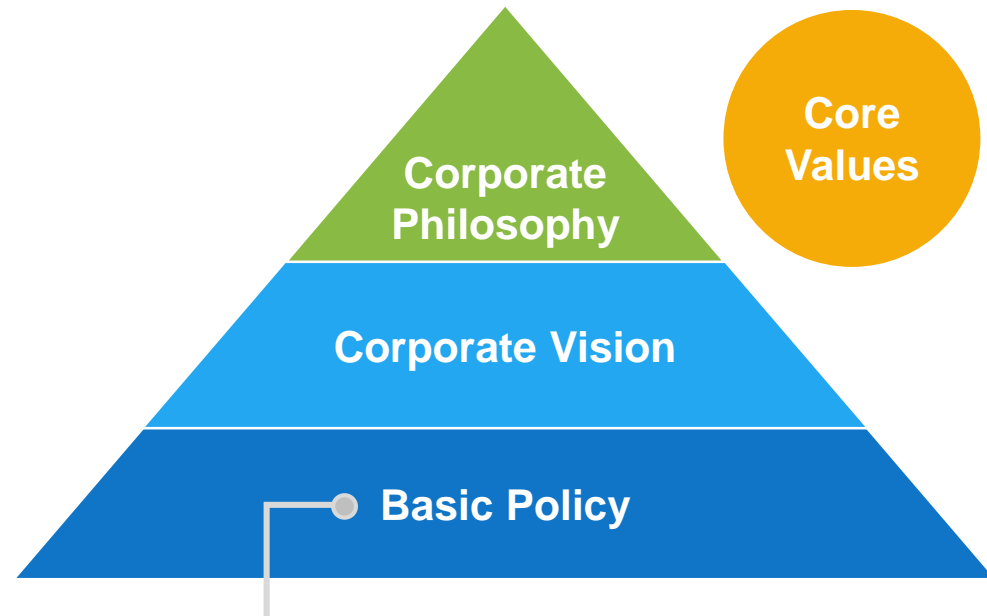 Core
Values
Corporate
Philosophy
Corporate Vision
Basic Policy